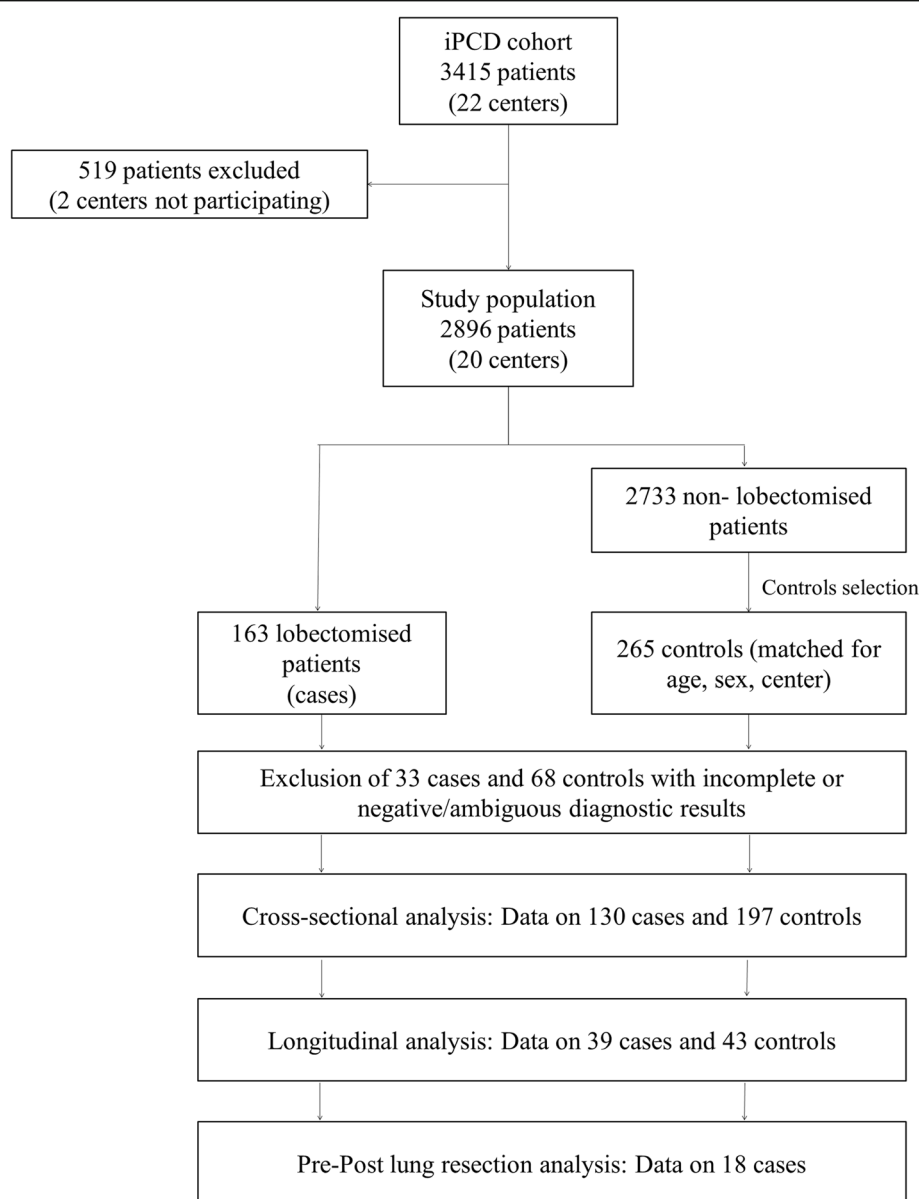 iPCD cohort
3415 patients
(22 centers)
519 patients excluded
(2 centers not participating)
Study population
2896 patients
(20 centers)
2733 non- lobectomised
patients
Controls selection
163 lobectomised
patients
(cases)
265 controls (matched for
age, sex, center)
Exclusion of 33 cases and 68 controls with incomplete or
negative/ambiguous diagnostic results
Cross-sectional analysis: Data on 130 cases and 197 controls
Longitudinal analysis: Data on 39 cases and 43 controls
Pre-Post lung resection analysis: Data on 18 cases